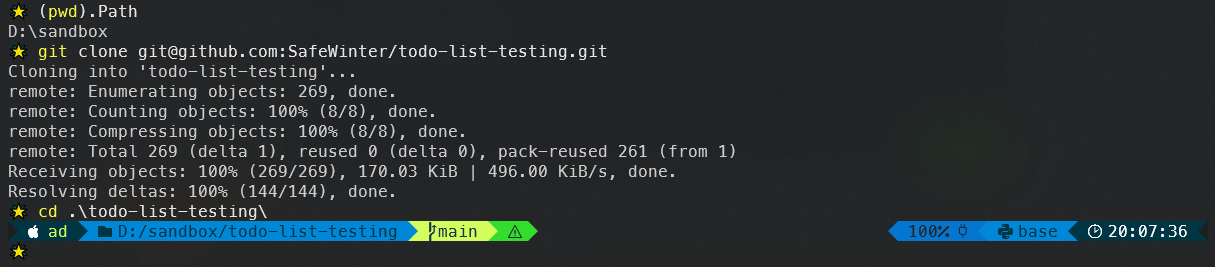 (pwd).Path
D:\sandbox
git clone git@github.com:SafeWinter/todo-list-testing.git
Cloning into 'todo-list-testing'...
remote: Enumerating objects: 269, done.
remote: Counting objects: 100% (8/8), done.
remote: Compressing objects: 100% (8/8), done.
remote: Total 269 (delta 1), reused 0 (delta 0), pack-reused 261 (from 1)
Receiving objects: 100% (269/269), 170.03 KiB | 496.00 KiB/s, done.
Resolving deltas: 100% (144/144), done.
cd .\todo-list-testing\
ad D:/sandbox/todo-list-testing main 100% base 20:07:36